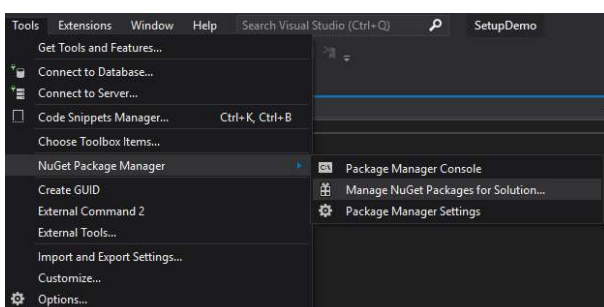 Tools Extensions Window Help Search Visual Studio (Ctrl+Q) SetupDemo
Get Tools and Features...
Connect to Database...
Connect to Server...
Code Snippets Manager... Ctrl+K, Ctrl+B
Choose Toolbox Items...
NuGet Package Manager
Package Manager Console
Manage NuGet Packages for Solution...
Package Manager Settings
Create GUID
External Command 2
External Tools...
Import and Export Settings...
Customize...
Options...